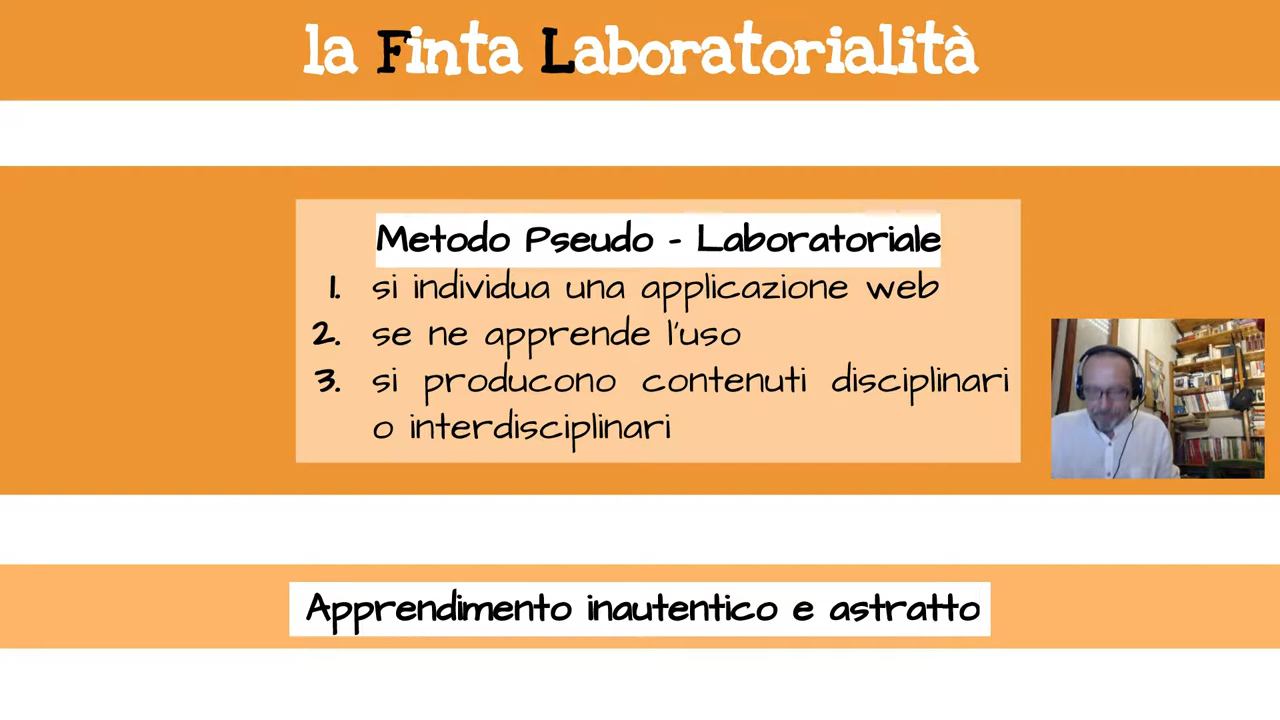 la Finta Laboratorialità
Metodo Pseudo - Laboratoriale
1. si individua una applicazione web
2. se ne apprende l'uso
3. si producono contenuti disciplinari
o interdisciplinari
Apprendimento inautentico e astratto